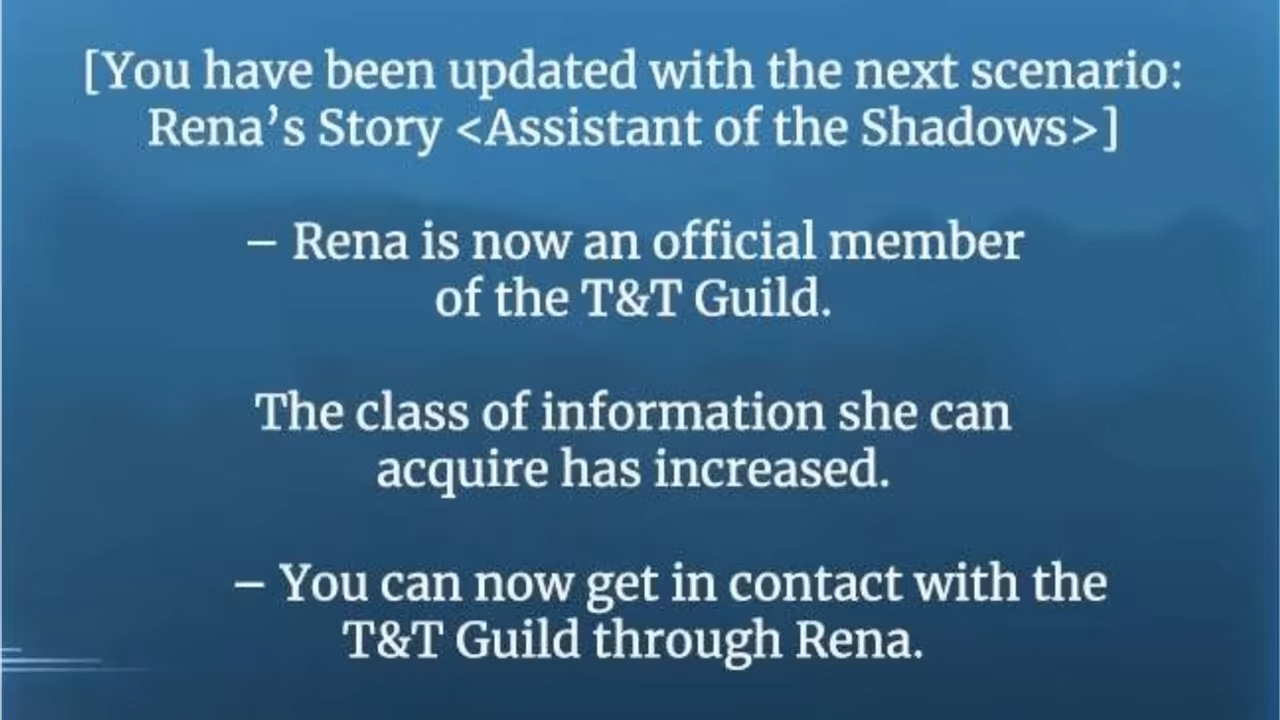 [You have been updated with the next scenario:
Rena’s Story <Assistant of the Shadows>]
– Rena is now an official member
of the T&T Guild.
The class of information she can
acquire has increased.
– You can now get in contact with the
T&T Guild through Rena.